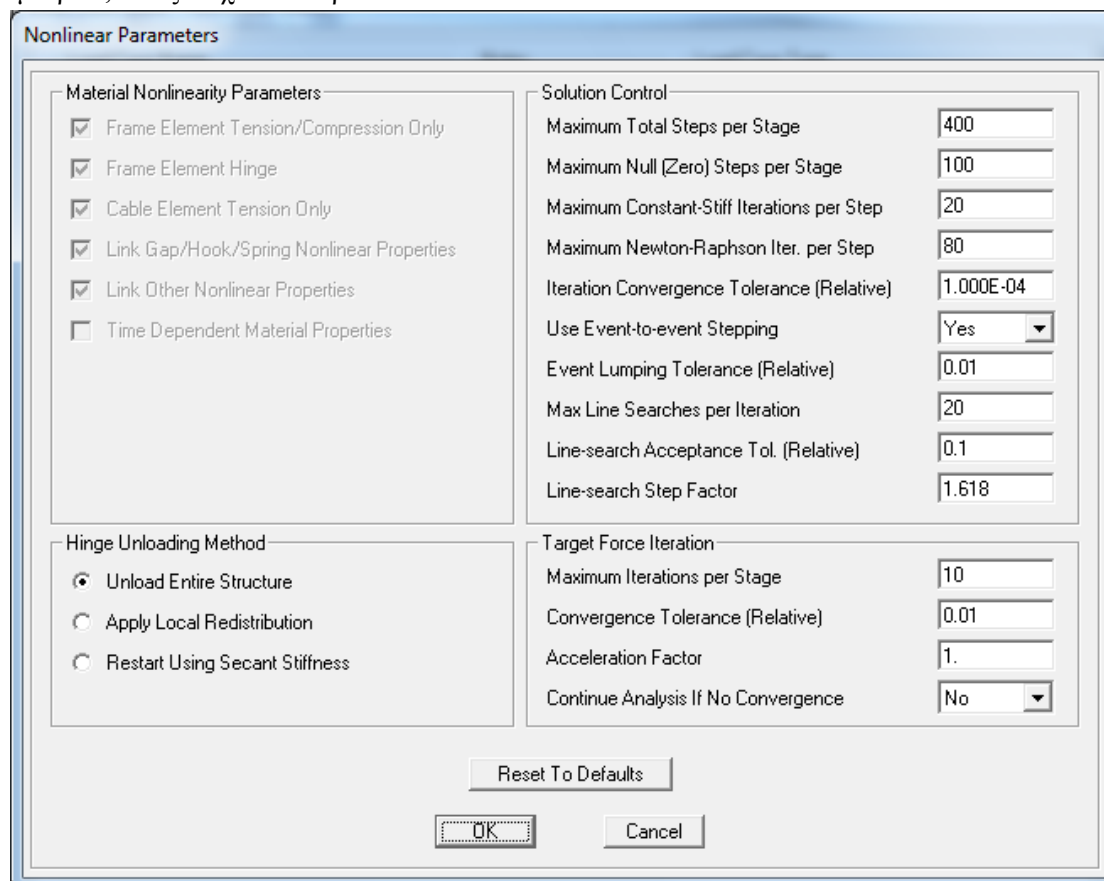 Nonlinear Parameters
Material Nonlinearity Parameters
Frame Element Tension/Compression Only
Frame Element Hinge
Cable Element Tension Only
Link Gap/Hook/Spring Nonlinear Properties
Link Other Nonlinear Properties
Time Dependent Material Properties
Solution Control
Maximum Total Steps per Stage 400
Maximum Null (Zero) Steps per Stage 100
Maximum Constant-Stiff Iterations per Step 20
Maximum Newton-Raphson Iter. per Step 80
Iteration Convergence Tolerance (Relative) 1.000E-04
Use Event-to-event Stepping Yes
Event Lumping Tolerance (Relative) 0.01
Max Line Searches per Iteration 20
Line-search Acceptance Tol. (Relative) 0.1
Line-search Step Factor 1.618
Hinge Unloading Method
Unload Entire Structure
Apply Local Redistribution
Restart Using Secant Stiffness
Target Force Iteration
Maximum Iterations per Stage 10
Convergence Tolerance (Relative) 0.01
Acceleration Factor 1.
Continue Analysis If No Convergence No
Reset To Defaults
OK Cancel